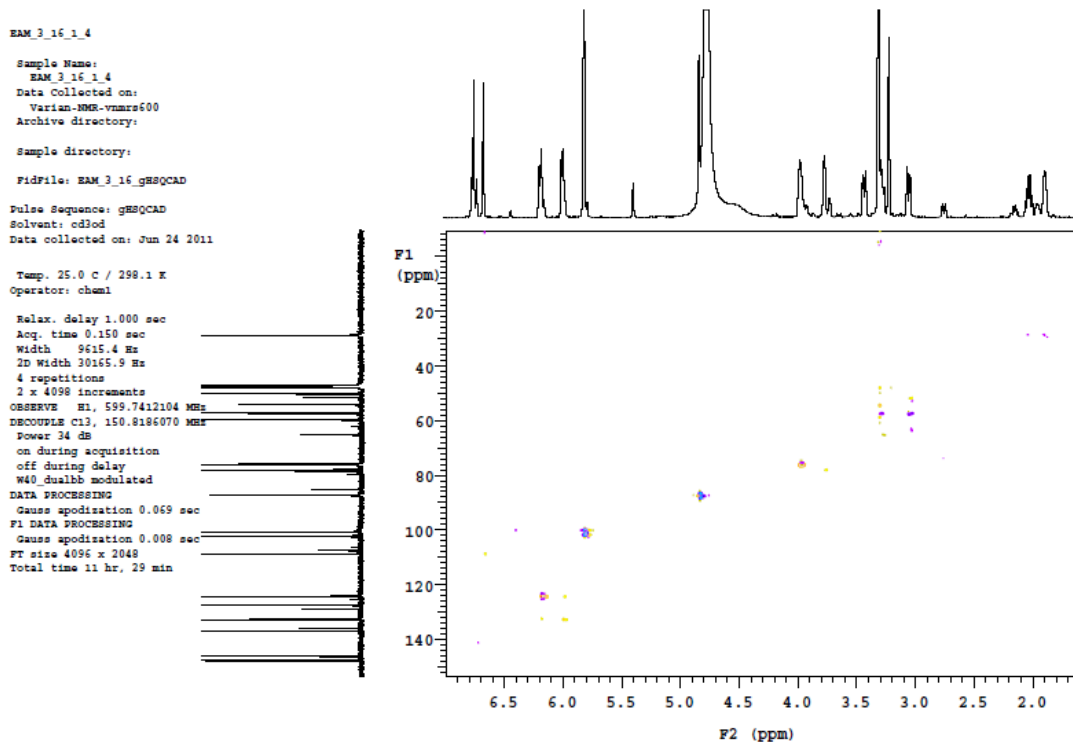 EAM_3_16_1_4
Sample Name:
EAM_3_16_1_4
Data Collected on:
Varian-NMR-vnmrs600
Archive directory:
Sample directory:
FidFile: EAM_3_16_gHSQCAD
Pulse Sequence: gHSQCAD
Solvent: cd3od
Data collected on: Jun 24 2011
Temp. 25.0 C / 298.1 K
Operator: chem1
Relax. delay 1.000 sec
Acq. time 0.150 sec
Width 9615.4 Hz
2D Width 30165.9 Hz
4 repetitions
2 x 4098 increments
OBSERVE H1, 599.7412104 MHz
DECOUPLE C13, 150.8186070 MHz
Power 34 dB
on during acquisition
off during delay
W40_dualbb modulated
DATA PROCESSING
Gauss apodization 0.069 sec
F1 DATA PROCESSING
Gauss apodization 0.008 sec
FT size 4096 x 2048
Total time 11 hr, 29 min
F1
(ppm)
20
40
60
80
100
120
140
6.5 6.0 5.5 5.0 4.5 4.0 3.5 3.0 2.5 2.0
F2 (ppm)